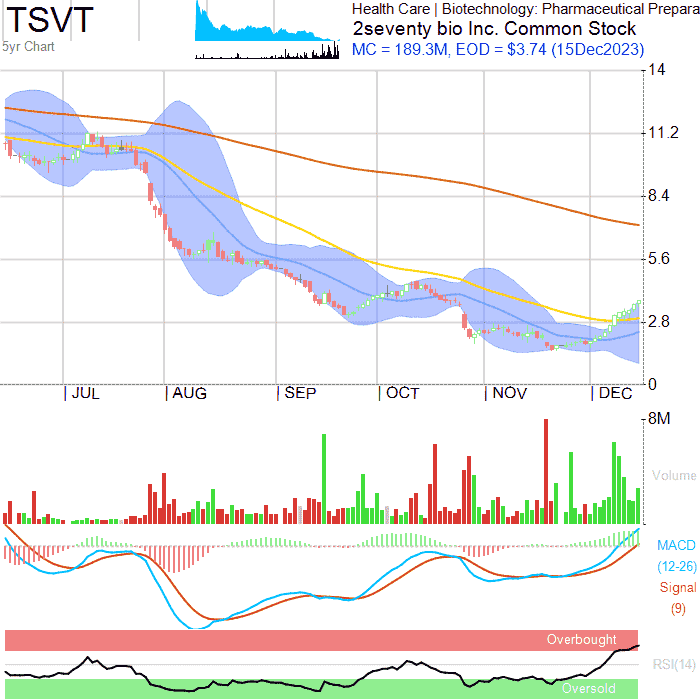 TSVT
5yr Chart
Health Care | Biotechnology: Pharmaceutical Prepara
2seventy bio Inc. Common Stock
MC = 189.3M, EOD = $3.74 (15Dec2023)
14
11.2
8.4
5.6
2.8
0
JUL AUG SEP OCT NOV DEC
8M
Volume
MACD
(12-26)
Signal
(9)
Overbought
RSI(14)
Oversold